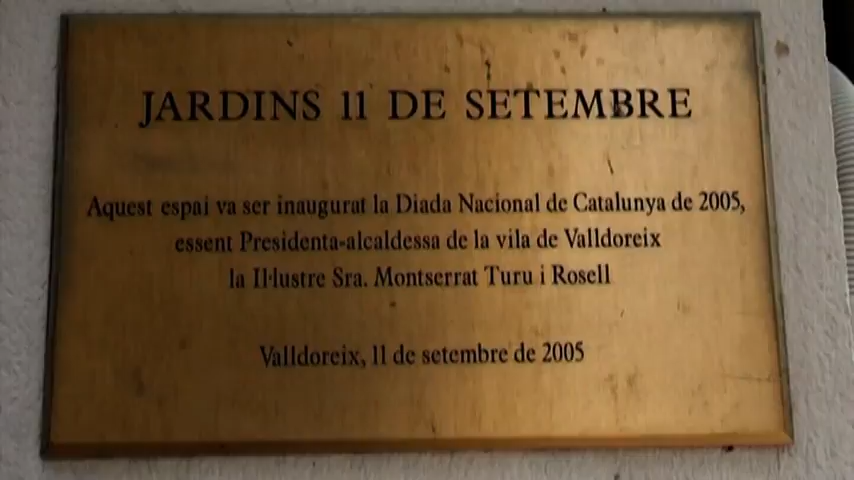 JARDINS 11 DE SETEMBRE
Aquest espai va ser inaugurat la Diada Nacional de Catalunya de 2005,
essent Presidenta-alcaldessa de la vila de Valldoreix
la Il·lustre Sra. Montserrat Turu i Rosell
Valldoreix, 11 de setembre de 2005